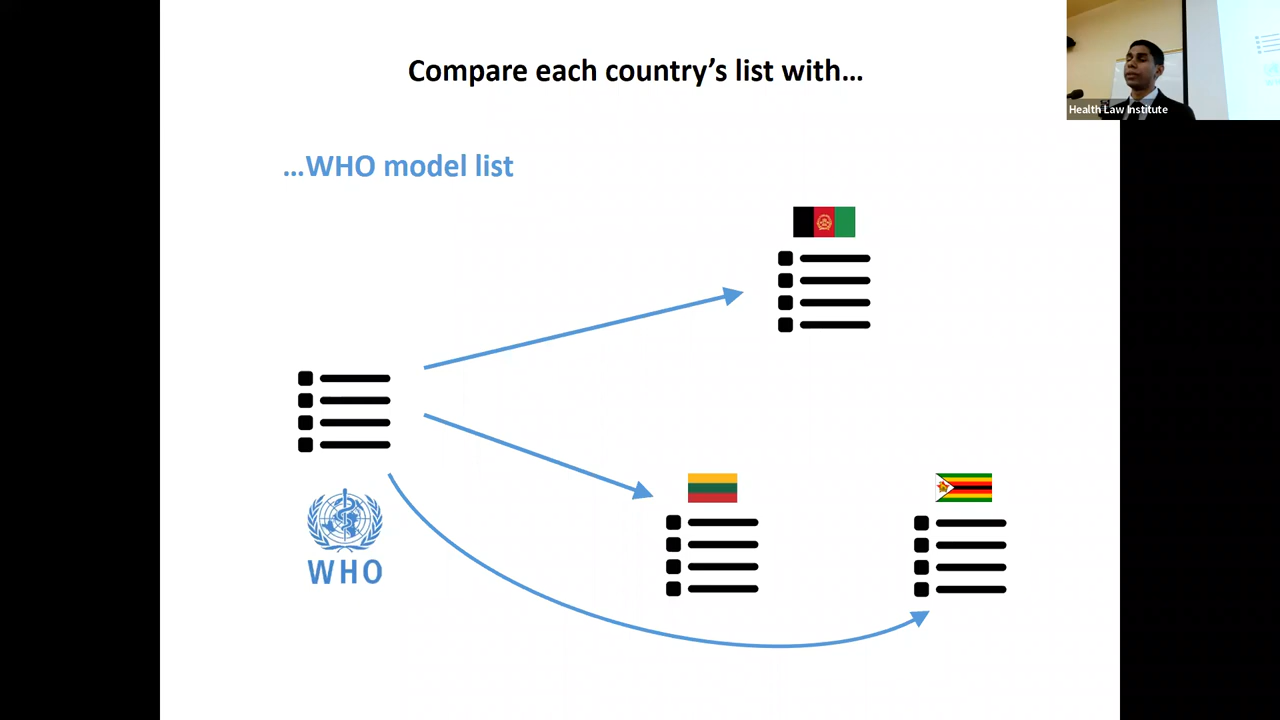 Compare each country’s list with…
Health Law Institute
…WHO model list
WHO